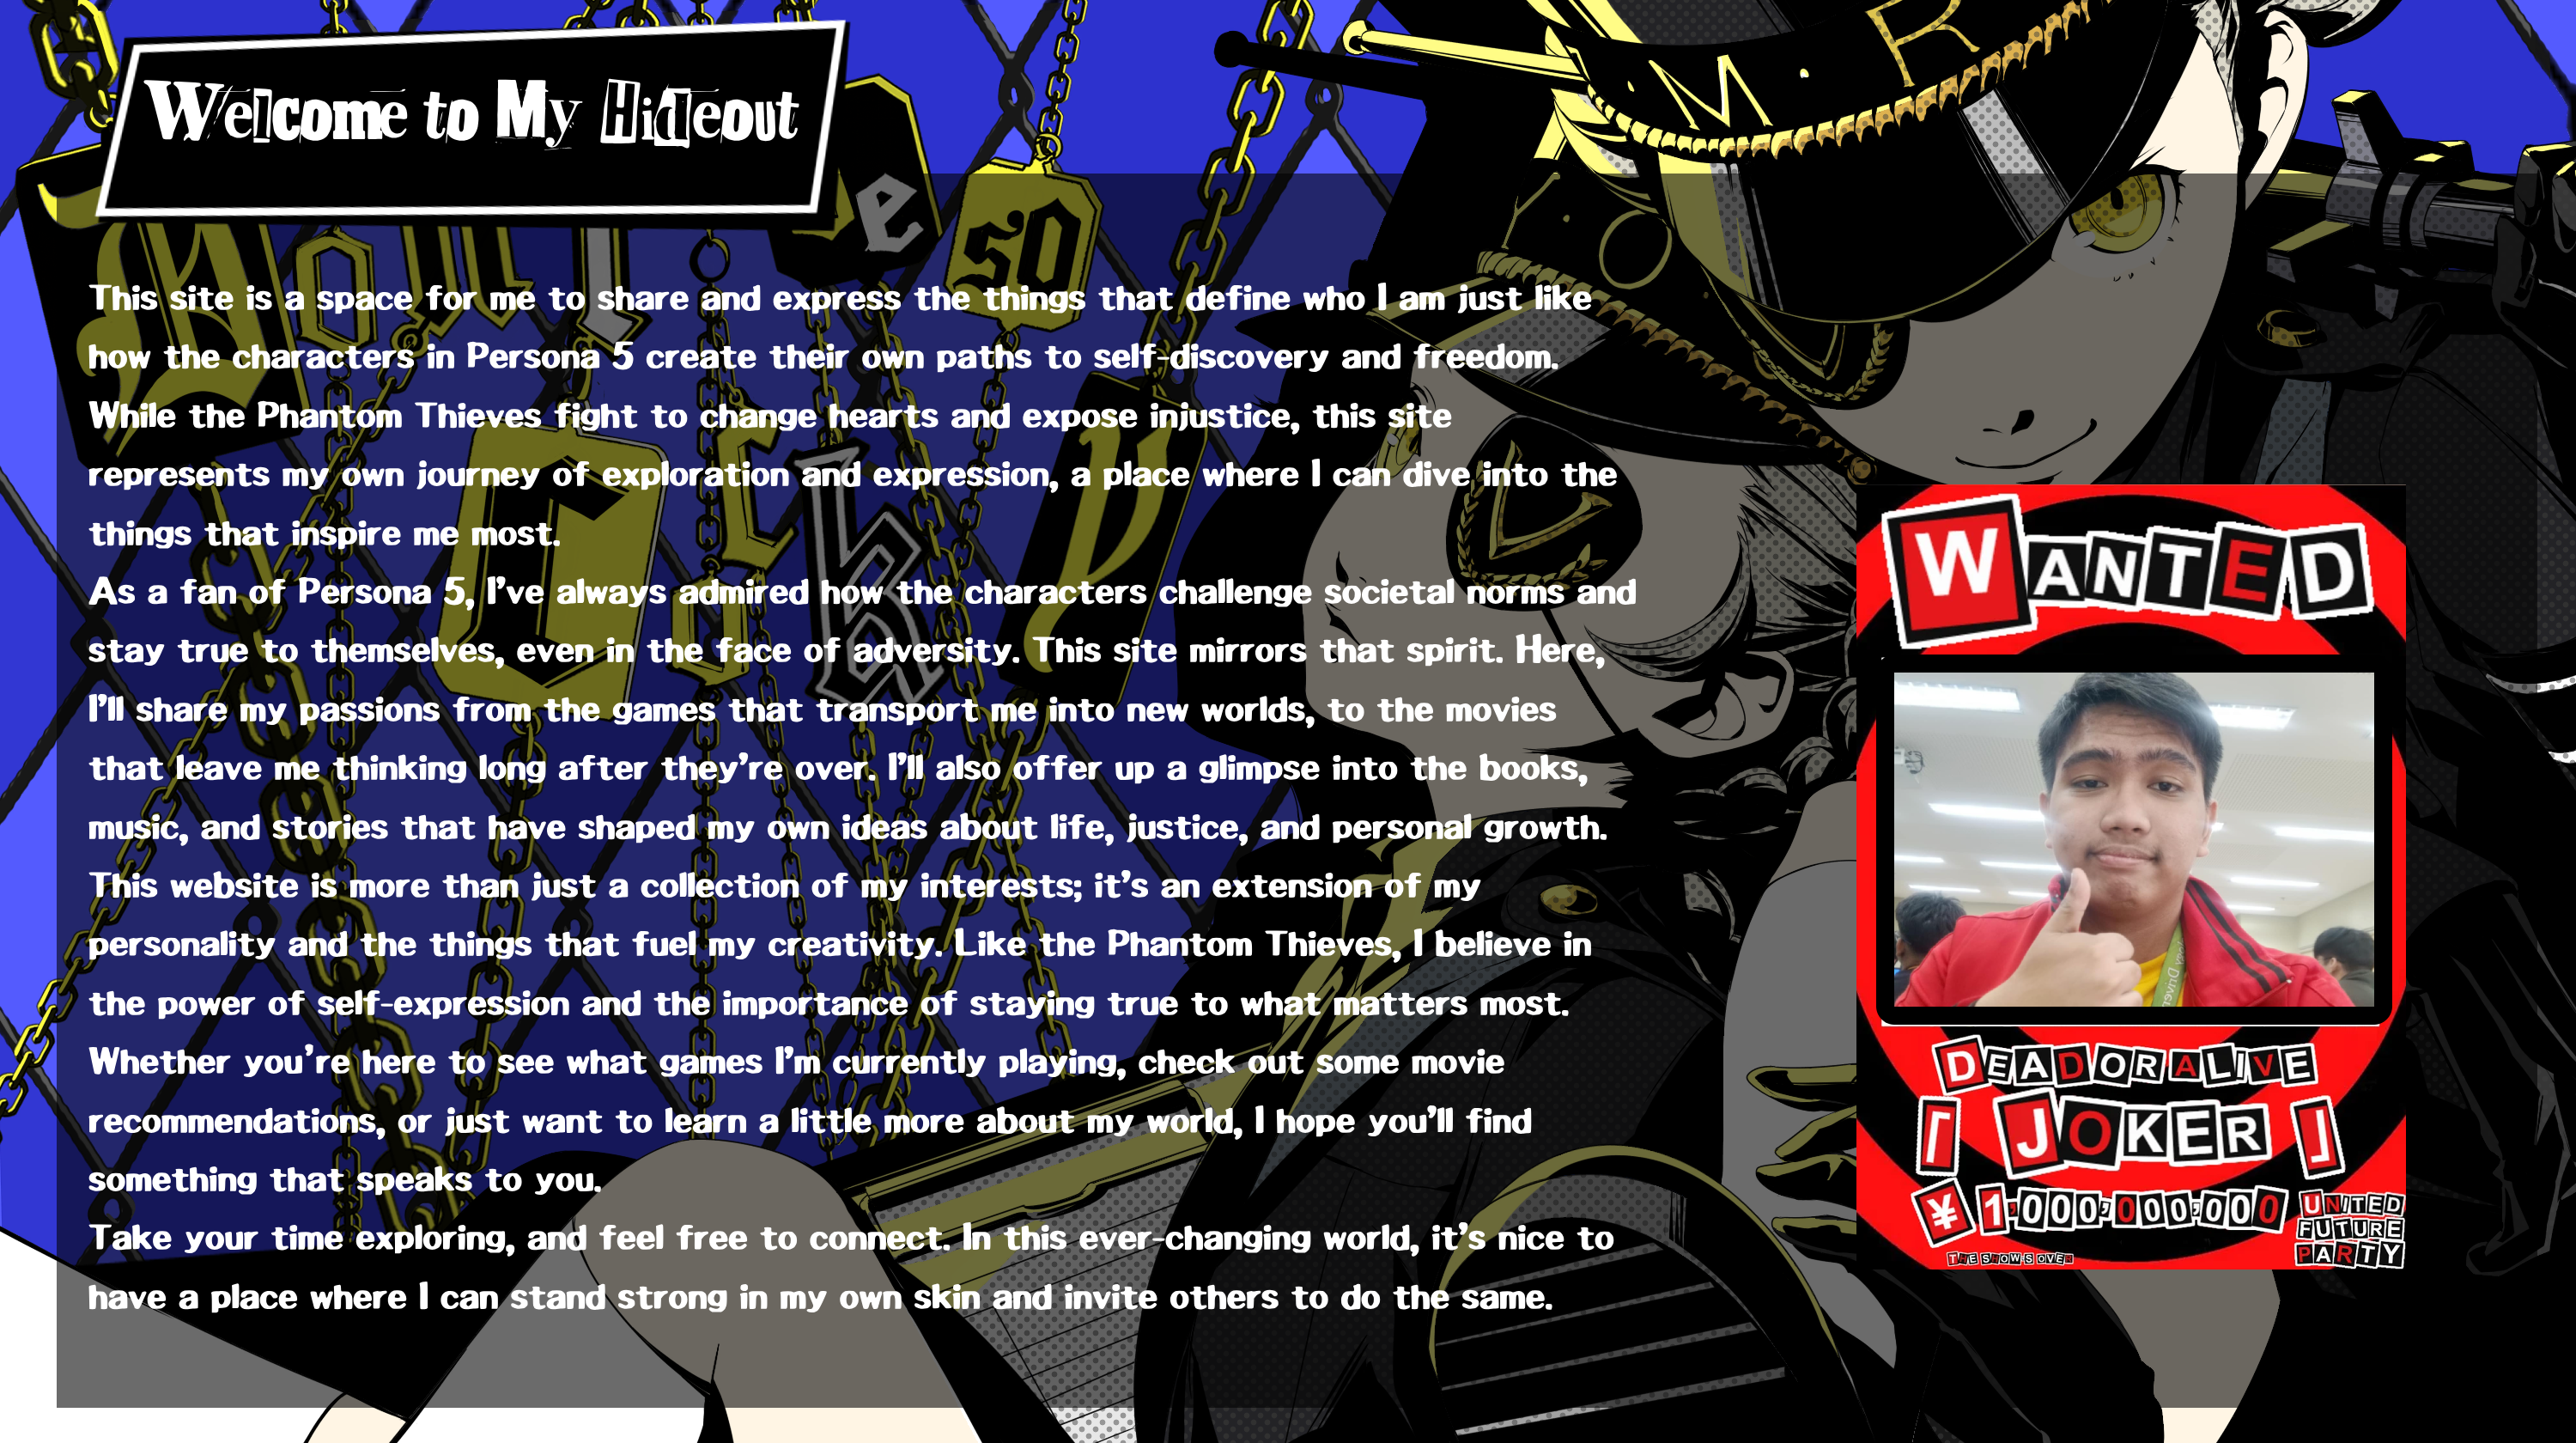 Welcome to My Hideout
M · R
e
so
This site is a space for me to share and express the things that define who I am just like
how the characters in Persona 5 create their own paths to self-discovery and freedom.
While the Phantom Thieves fight to change hearts and expose injustice, this site
represents my own journey of exploration and expression, a place where I can dive into the
things that inspire me most.
As a fan of Persona 5, I've always admired how the characters challenge societal norms and
stay true to themselves, even in the face of adversity. This site mirrors that spirit. Here,
I'll share my passions from the games that transport me into new worlds, to the movies
that leave me thinking long after they're over. I'll also offer up a glimpse into the books,
music, and stories that have shaped my own ideas about life, justice, and personal growth.
This website is more than just a collection of my interests; it's an extension of my
personality and the things that fuel my creativity. Like the Phantom Thieves, I believe in
the power of self-expression and the importance of staying true to what matters most.
Whether you're here to see what games I'm currently playing, check out some movie
recommendations, or just want to learn a little more about my world, I hope you'll find
something that speaks to you.
Take your time exploring, and feel free to connect. In this ever-changing world, it's nice to
have a place where I can stand strong in my own skin and invite others to do the same.
WANTED
DEAD OR ALIVE
「JOKER」
¥1,000,000,000
UNITED
FUTURE
PARTY
THE SHOW'S OVER